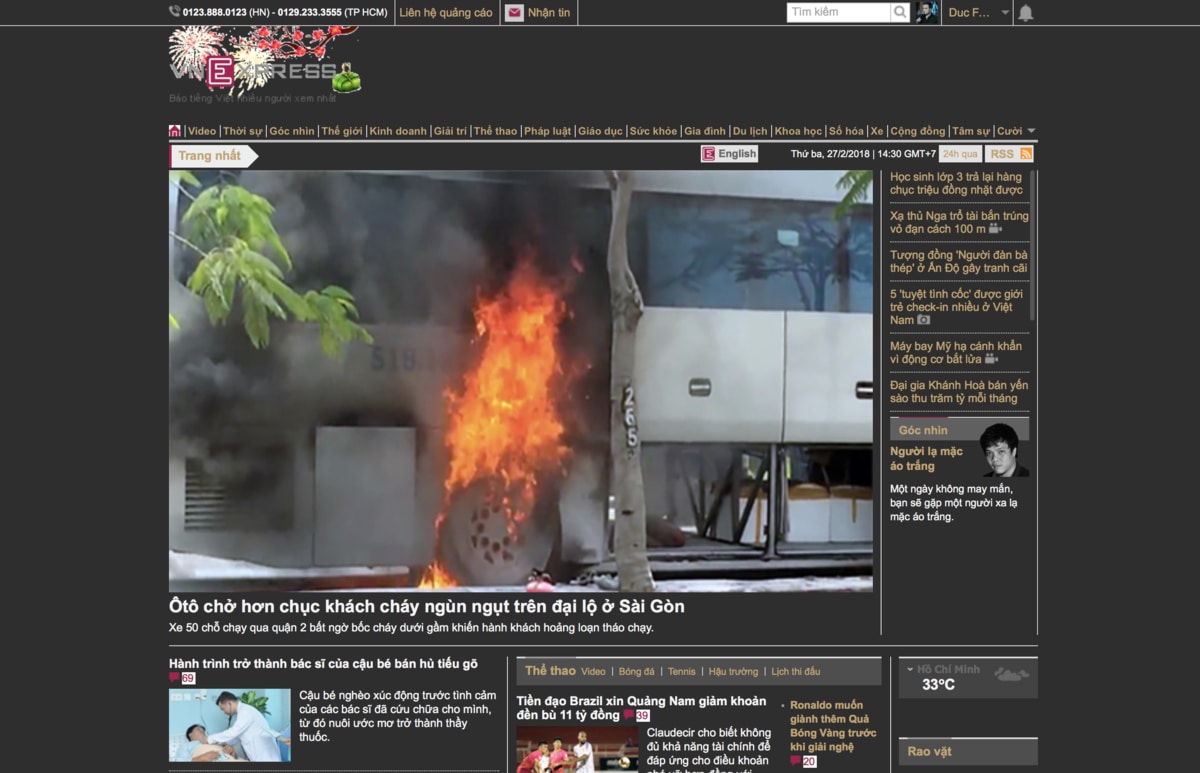 0123.888.0123 (HN) - 0129.233.3555 (TP HCM)
Liên hệ quảng cáo
Nhận tin
Tìm kiếm
Duc F...
VNEXPRESS
Báo tiếng Việt nhiều người xem nhất
Video | Thời sự | Góc nhìn | Thế giới | Kinh doanh | Giải trí | Thể thao | Pháp luật | Giáo dục | Sức khỏe | Gia đình | Du lịch | Khoa học | Số hóa | Xe | Cộng đồng | Tâm sự | Cười
Trang nhất
E English
Thứ ba, 27/2/2018 | 14:30 GMT+7
24h qua
RSS
265
Ôtô chở hơn chục khách cháy ngùn ngụt trên đại lộ ở Sài Gòn
Xe 50 chỗ chạy qua quận 2 bất ngờ bốc cháy dưới gầm khiến hành khách hoảng loạn tháo chạy.
Học sinh lớp 3 trả lại hàng
chục triệu đồng nhặt được
Xạ thủ Nga trổ tài bắn trúng
vỏ đạn cách 100 m
Tượng đồng 'Người đàn bà
thép' ở Ấn Độ gây tranh cãi
5 'tuyệt tình cốc' được giới
trẻ check-in nhiều ở Việt
Nam
Máy bay Mỹ hạ cánh khẩn
vì động cơ bắt lửa
Đại gia Khánh Hoà bán yến
sào thu trăm tỷ mỗi tháng
Góc nhìn
Người lạ mặc
áo trắng
Một ngày không may mắn,
bạn sẽ gặp một người xa lạ
mặc áo trắng.
Hành trình trở thành bác sĩ của cậu bé bán hủ tiếu gõ
69
Cậu bé nghèo xúc động trước tình cảm
của các bác sĩ đã cứu chữa cho mình,
từ đó nuôi ước mơ trở thành thầy
thuốc.
Thể thao Video | Bóng đá | Tennis | Hậu trường | Lịch thi đấu
Tiền đạo Brazil xin Quảng Nam giảm khoản
đền bù 11 tỷ đồng 39
Claudecir cho biết không
đủ khả năng tài chính để
đáp ứng cho điều khoản
Ronaldo muốn
giành thêm Quả
Bóng Vàng trước
khi giải nghệ
20
Hồ Chí Minh
33°C
Rao vặt